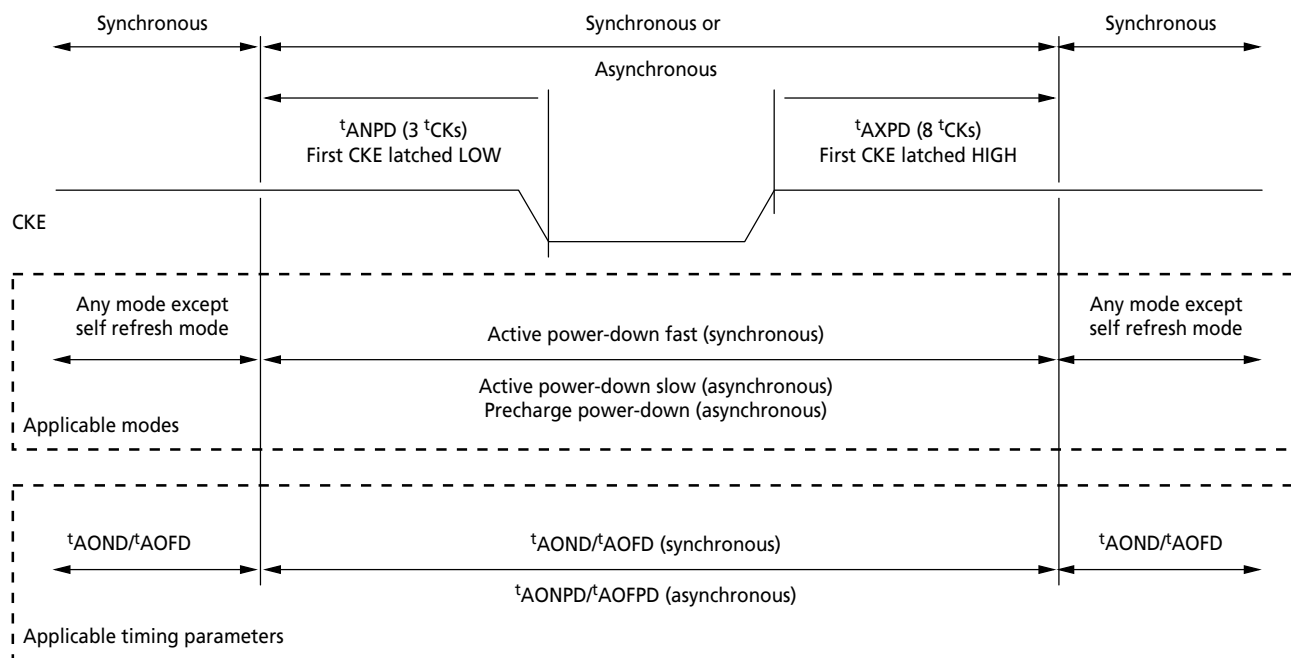 Synchronous
Synchronous or
Synchronous
Asynchronous
tANPD (3 tCKs)
First CKE latched LOW
tAXPD (8 tCKs)
First CKE latched HIGH
CKE
Any mode except
self refresh mode
Active power-down fast (synchronous)
Any mode except
self refresh mode
Active power-down slow (asynchronous)
Precharge power-down (asynchronous)
Applicable modes
tAOND/tAOFD
tAOND/tAOFD (synchronous)
tAOND/tAOFD
tAONPD/tAOFPD (asynchronous)
Applicable timing parameters